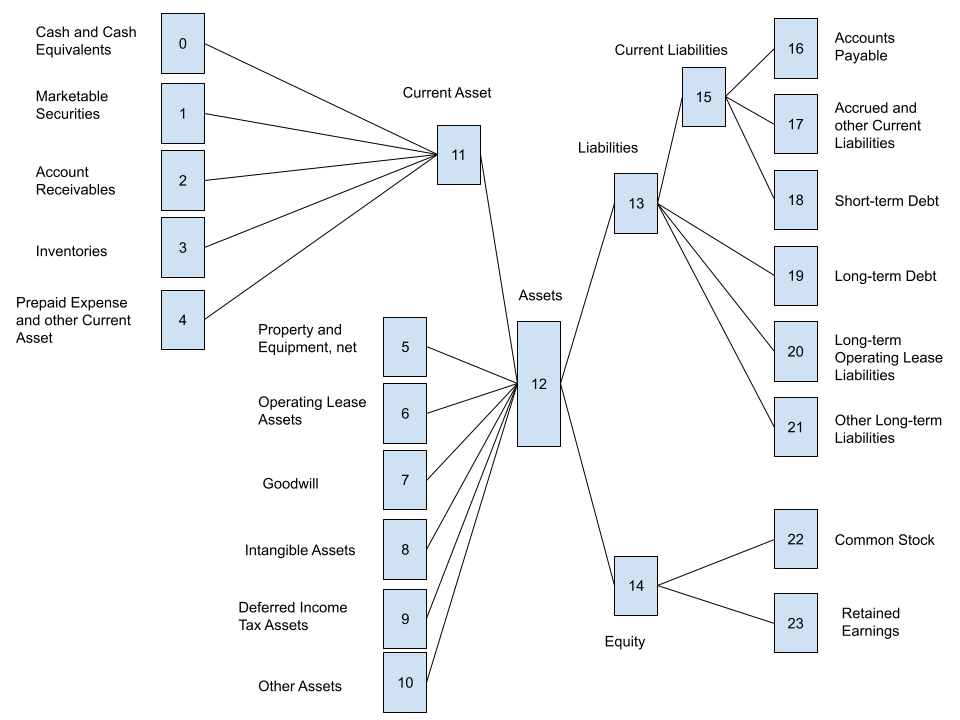 Cash and Cash
Equivalents
0
Marketable
Securities
1
Account
Receivables
2
Inventories
3
Prepaid Expense
and other Current
Asset
4
Current Asset
11
Property and
Equipment, net
5
Operating Lease
Assets
6
Goodwill
7
Intangible Assets
8
Deferred Income
Tax Assets
9
Other Assets
10
Assets
12
Liabilities
13
Current Liabilities
15
Accounts
Payable
16
Accrued and
other Current
Liabilities
17
Short-term Debt
18
Long-term Debt
19
Long-term
Operating Lease
Liabilities
20
Other Long-term
Liabilities
21
14
Equity
22
Common Stock
23
Retained
Earnings